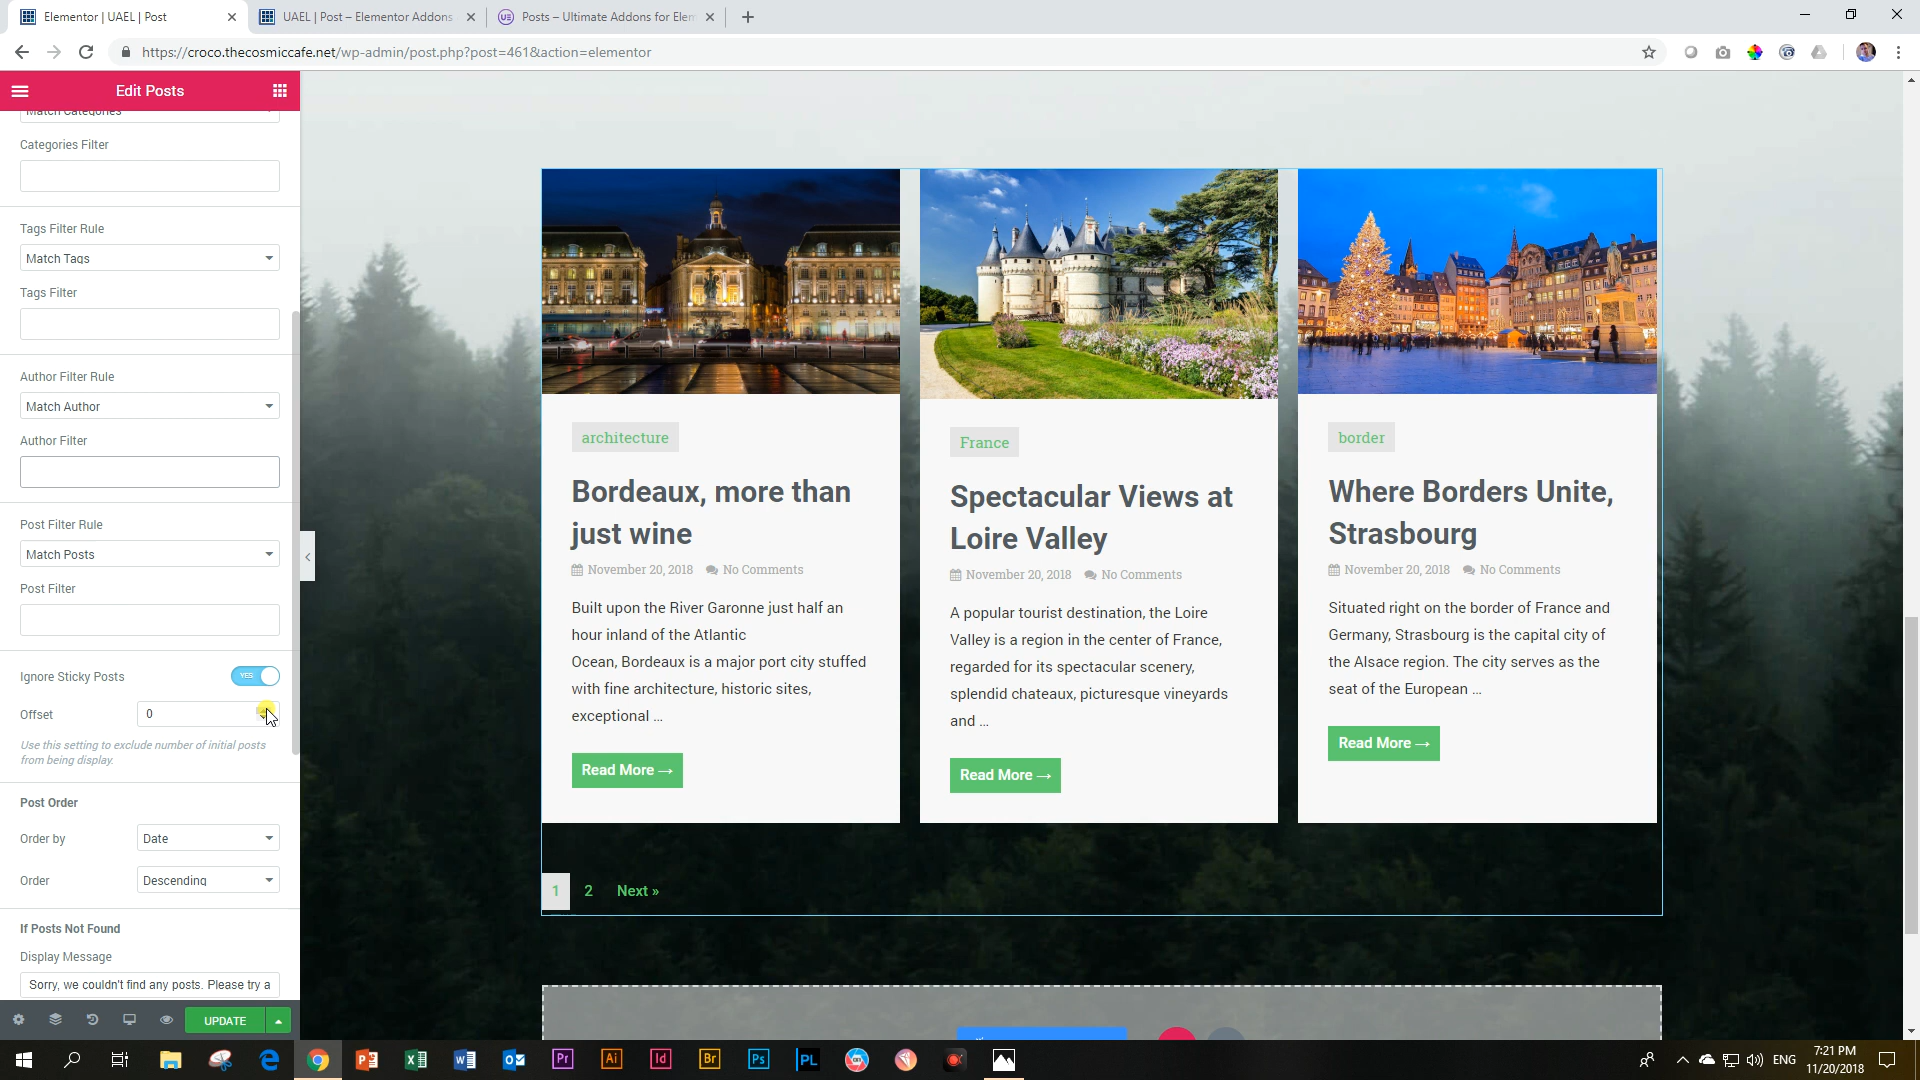 Elementor | UAEL | Post
UAEL | Post – Elementor Addons
Posts – Ultimate Addons for Elem
https://croco.thecosmiccafe.net/wp-admin/post.php?post=461&action=elementor
Edit Posts
Match Categories
Categories Filter
Tags Filter Rule
Match Tags
Tags Filter
Author Filter Rule
Match Author
Author Filter
Post Filter Rule
Match Posts
Post Filter
Ignore Sticky Posts
YES
Offset
0
Use this setting to exclude number of initial posts
from being display.
Post Order
Order by
Date
Order
Descending
If Posts Not Found
Display Message
Sorry, we couldn't find any posts. Please try a
UPDATE
architecture
Bordeaux, more than
just wine
November 20, 2018 No Comments
Built upon the River Garonne just half an
hour inland of the Atlantic
Ocean, Bordeaux is a major port city stuffed
with fine architecture, historic sites,
exceptional ...
Read More →
France
Spectacular Views at
Loire Valley
November 20, 2018 No Comments
A popular tourist destination, the Loire
Valley is a region in the center of France,
regarded for its spectacular scenery,
splendid chateaux, picturesque vineyards
and ...
Read More →
border
Where Borders Unite,
Strasbourg
November 20, 2018 No Comments
Situated right on the border of France and
Germany, Strasbourg is the capital city of
the Alsace region. The city serves as the
seat of the European ...
Read More →
1 2 Next »
Pr
Ai
Id
Br
Ps
PL
ENG
7:21 PM
11/20/2018